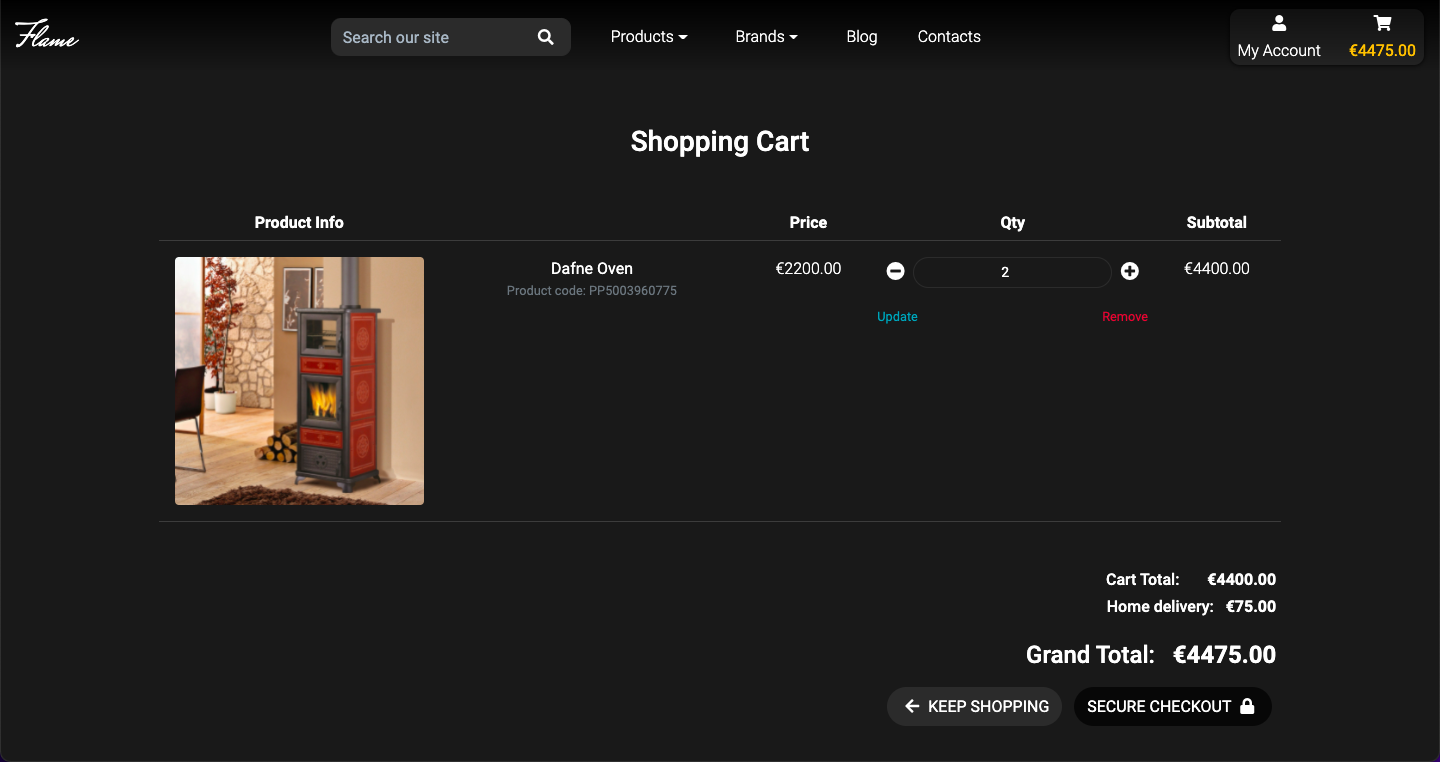 Flame
Search our site
Products
Brands
Blog
Contacts
My Account
€4475.00
Shopping Cart
Product Info
Price
Qty
Subtotal
Dafne Oven
€2200.00
2
€4400.00
Product code: PP5003960775
Update
Remove
Cart Total: €4400.00
Home delivery: €75.00
Grand Total: €4475.00
KEEP SHOPPING
SECURE CHECKOUT